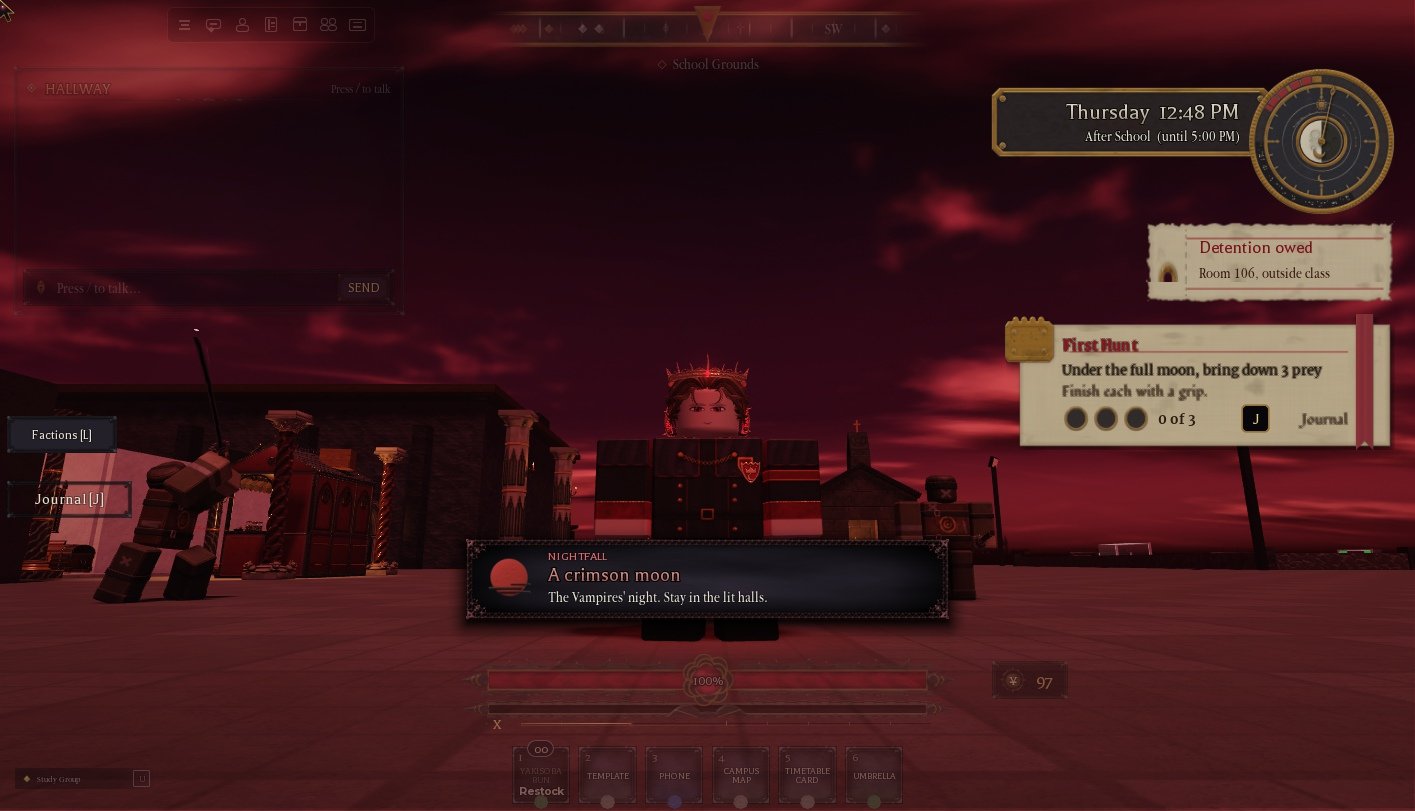 SW
School Grounds
HALLWAY
Press / to talk
Press / to talk...
SEND
Thursday 12:48 PM
After School (until 5:00 PM)
Detention owed
Room 106, outside class
First Hunt
Under the full moon, bring down 3 prey
Finish each with a grip.
0 of 3
J
Journal
Factions [L]
Journal [J]
NIGHTFALL
A crimson moon
The Vampires' night. Stay in the lit halls.
100%
¥ 97
X
Study Group
U
1
YAKISOBA BUN
Restock
2
TEMPLATE
3
PHONE
4
CAMPUS MAP
5
TIMETABLE CARD
6
UMBRELLA